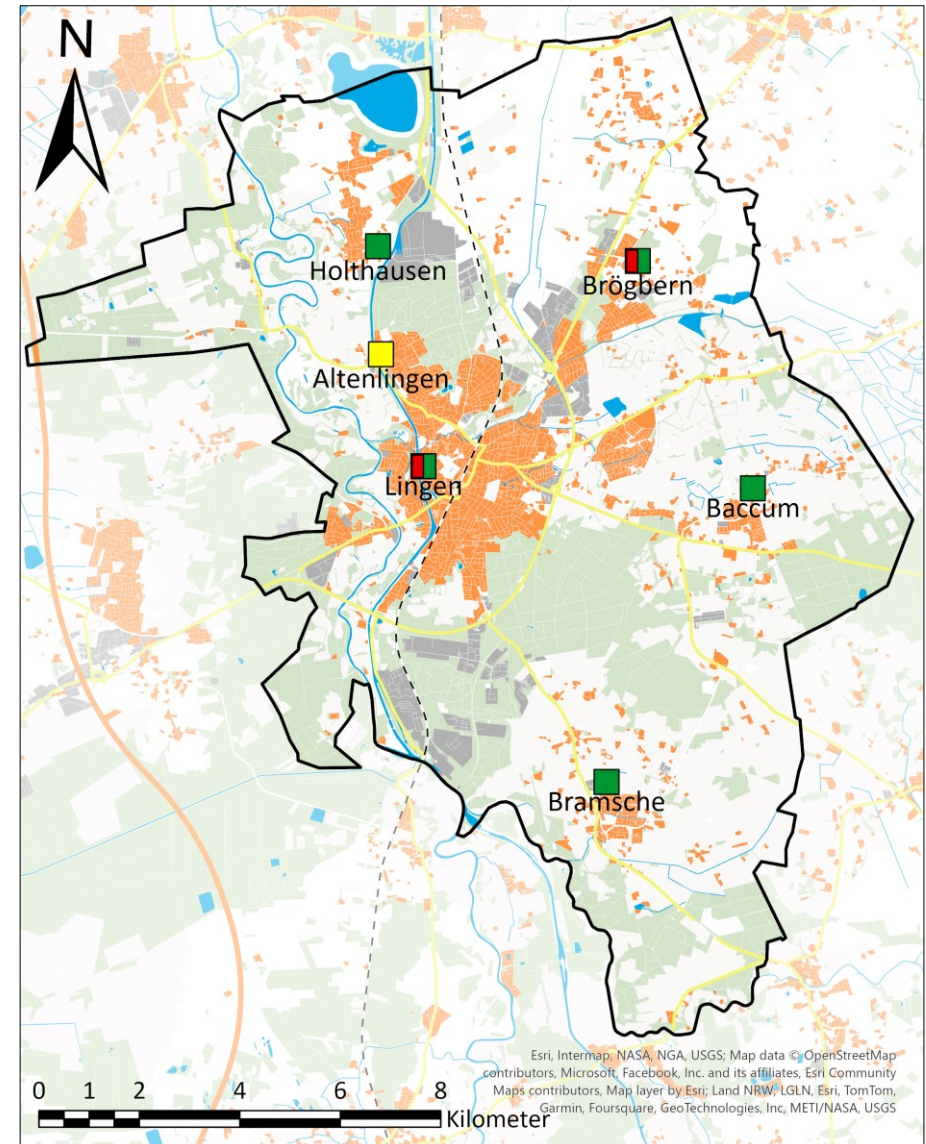 N
Holthausen
Brögbern
Altenlingen
Lingen
Baccum
Bramsche
Esri, Intermap, NASA, NGA, USGS; Map data © OpenStreetMap
contributors, Microsoft, Facebook, Inc. and its affiliates, Esri Community
Maps contributors, Map layer by Esri; Land NRW, LGLN, Esri, TomTom,
Garmin, Foursquare, GeoTechnologies, Inc, METI/NASA, USGS
0 1 2 4 6 8
Kilometer